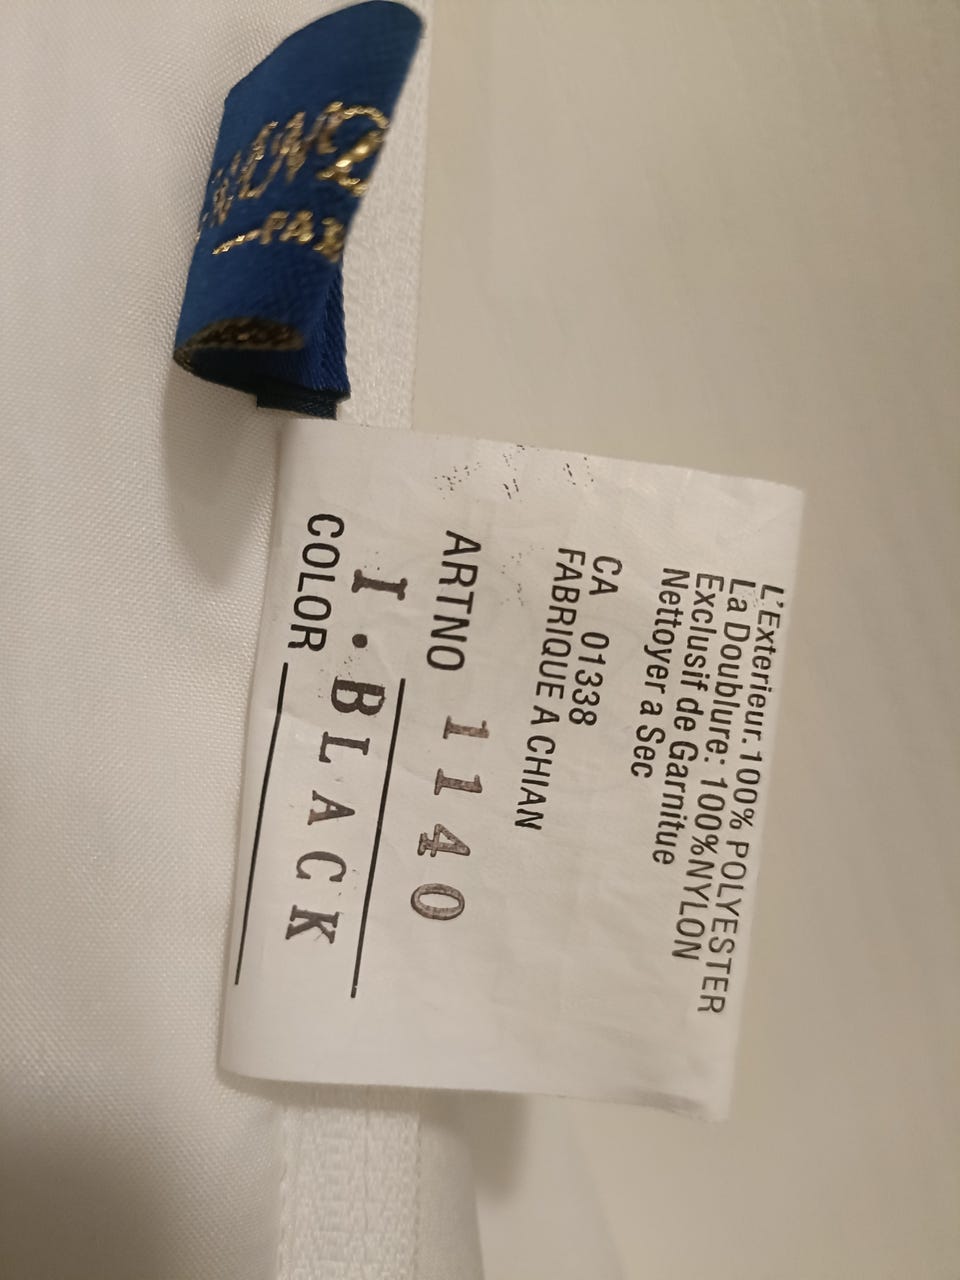 L'Exterieur: 100% POLYESTER
La Doublure: 100%NYLON
Exclusif de Garnitue
Nettoyer a Sec
CA 01338
FABRIQUE A CHIAN
ARTNO 1140
I.BLACK
COLOR